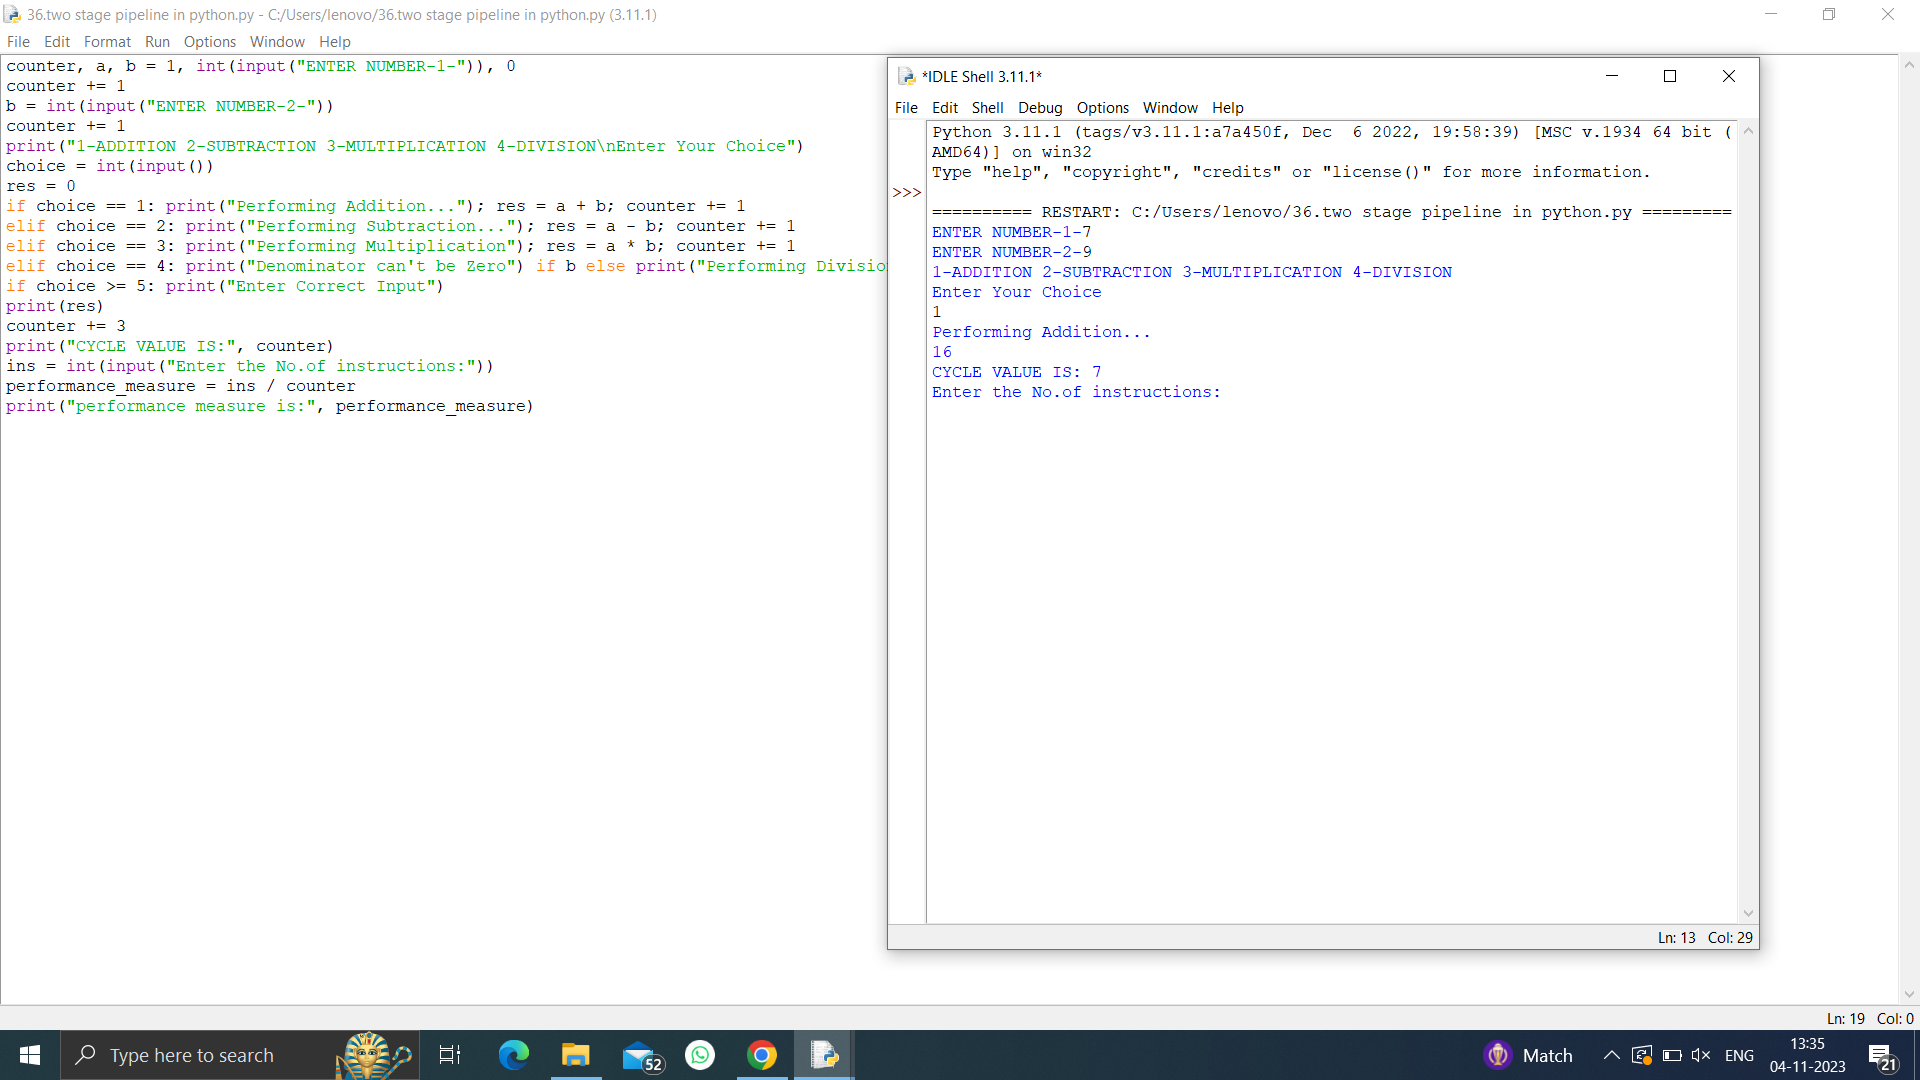 36.two stage pipeline in python.py - C:/Users/lenovo/36.two stage pipeline in python.py (3.11.1)
File Edit Format Run Options Window Help
counter, a, b = 1, int(input("ENTER NUMBER-1-")), 0
counter += 1
b = int(input("ENTER NUMBER-2-"))
counter += 1
print("1-ADDITION 2-SUBTRACTION 3-MULTIPLICATION 4-DIVISION\nEnter Your Choice")
choice = int(input())
res = 0
if choice == 1: print("Performing Addition..."); res = a + b; counter += 1
elif choice == 2: print("Performing Subtraction..."); res = a - b; counter += 1
elif choice == 3: print("Performing Multiplication"); res = a * b; counter += 1
elif choice == 4: print("Denominator can't be Zero") if b else print("Performing Divisio
if choice >= 5: print("Enter Correct Input")
print(res)
counter += 3
print("CYCLE VALUE IS:", counter)
ins = int(input("Enter the No.of instructions:"))
performance_measure = ins / counter
print("performance measure is:", performance_measure)
*IDLE Shell 3.11.1*
File Edit Shell Debug Options Window Help
Python 3.11.1 (tags/v3.11.1:a7a450f, Dec  6 2022, 19:58:39) [MSC v.1934 64 bit (
AMD64)] on win32
Type "help", "copyright", "credits" or "license()" for more information.
>>>
========== RESTART: C:/Users/lenovo/36.two stage pipeline in python.py =========
ENTER NUMBER-1-7
ENTER NUMBER-2-9
1-ADDITION 2-SUBTRACTION 3-MULTIPLICATION 4-DIVISION
Enter Your Choice
1
Performing Addition...
16
CYCLE VALUE IS: 7
Enter the No.of instructions:
Ln: 13 Col: 29
Ln: 19 Col: 0
Type here to search
52
Match
ENG
13:35
04-11-2023
21